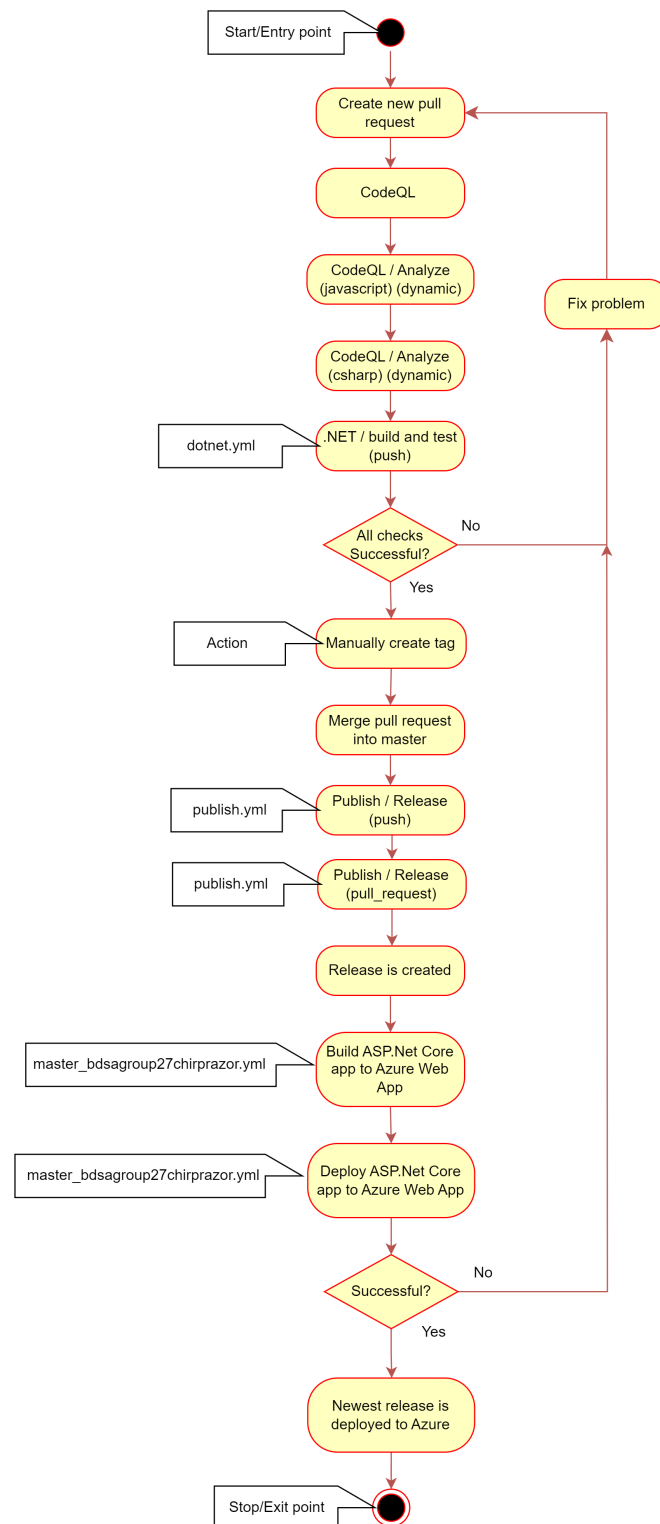 Start/Entry point
Create new pull
request
CodeQL
CodeQL / Analyze
(javascript) (dynamic)
Fix problem
CodeQL / Analyze
(csharp) (dynamic)
dotnet.yml
.NET / build and test
(push)
No
All checks
Successful?
Yes
Action
Manually create tag
Merge pull request
into master
publish.yml
Publish / Release
(push)
publish.yml
Publish / Release
(pull_request)
Release is created
master_bdsagroup27chirprazor.yml
Build ASP.Net Core
app to Azure Web
App
master_bdsagroup27chirprazor.yml
Deploy ASP.Net Core
app to Azure Web App
No
Successful?
Yes
Newest release is
deployed to Azure
Stop/Exit point